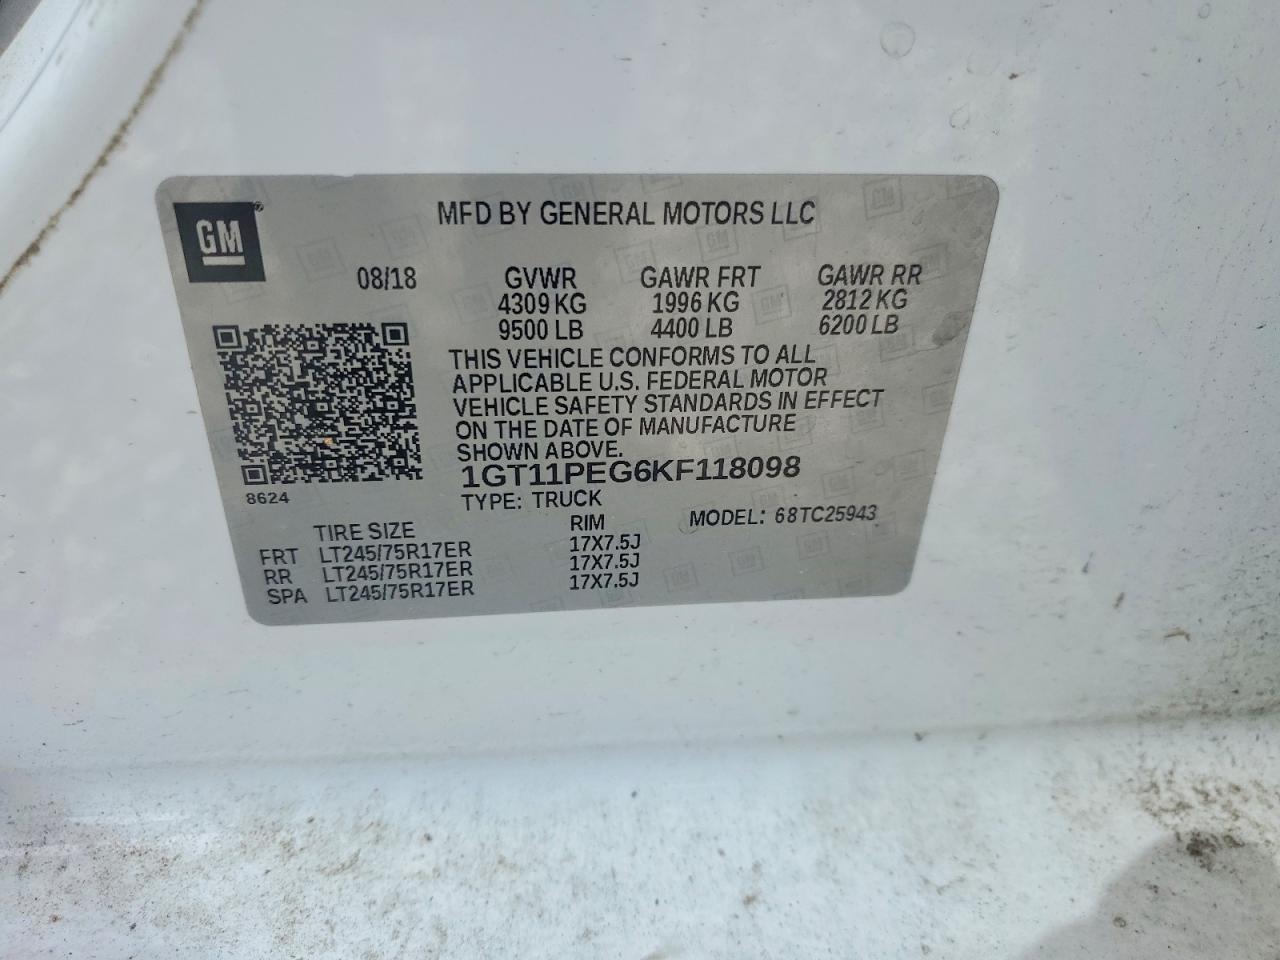 GM®
MFD BY GENERAL MOTORS LLC
08/18 GVWR GAWR FRT GAWR RR
4309 KG 1996 KG 2812 KG
9500 LB 4400 LB 6200 LB
THIS VEHICLE CONFORMS TO ALL
APPLICABLE U.S. FEDERAL MOTOR
VEHICLE SAFETY STANDARDS IN EFFECT
ON THE DATE OF MANUFACTURE
SHOWN ABOVE.
1GT11PEG6KF118098
8624
TYPE: TRUCK
MODEL: 68TC25943
TIRE SIZE RIM
FRT LT245/75R17ER 17X7.5J
RR LT245/75R17ER 17X7.5J
SPA LT245/75R17ER 17X7.5J